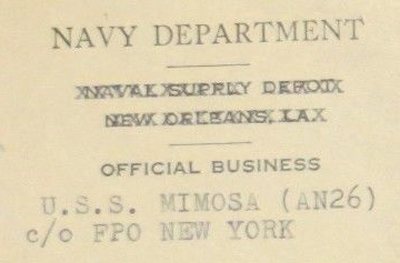 NAVY DEPARTMENT
NAVAL SUPPLY DEPOT
NEW ORLEANS, LA
OFFICIAL BUSINESS
U.S.S. MIMOSA (AN26)
c/o FPO NEW YORK